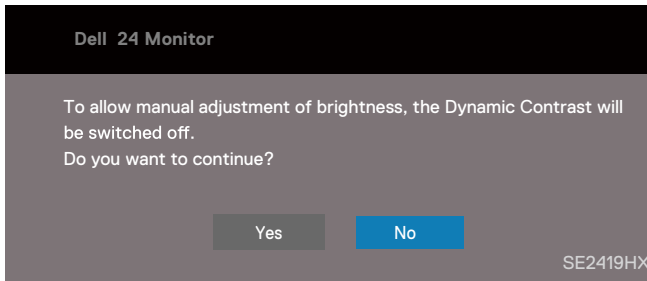 Dell 24 Monitor
To allow manual adjustment of brightness, the Dynamic Contrast will
be switched off.
Do you want to continue?
Yes No
SE2419HX